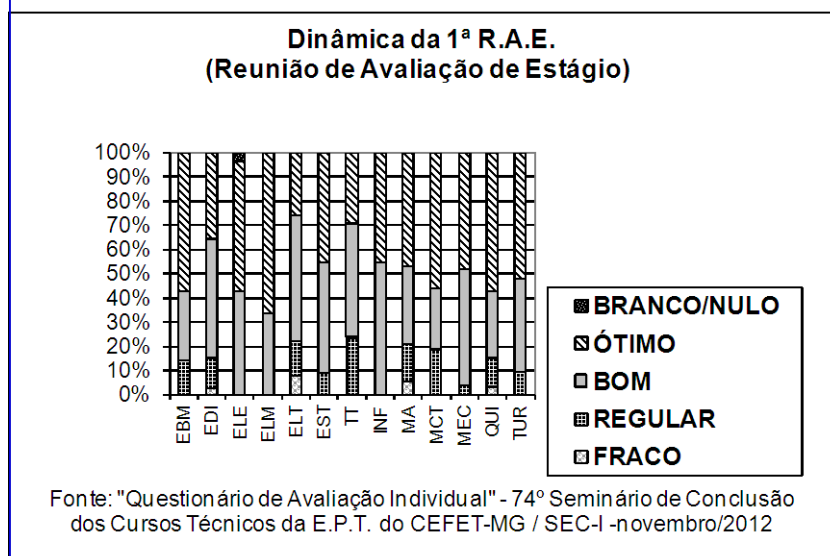 Dinâmica da 1ª R.A.E.
(Reunião de Avaliação de Estágio)
100%
90%
80%
70%
60%
50%
40%
30%
20%
10%
0%
EBM
EDI
ELE
ELM
ELT
EST
TT
INF
MA
MCT
MEC
QUI
TUR
BRANCO/NULO
ÓTIMO
BOM
REGULAR
FRACO
Fonte: "Questionário de Avaliação Individual" - 74º Seminário de Conclusão
dos Cursos Técnicos da E.P.T. do CEFET-MG / SEC-I -novembro/2012